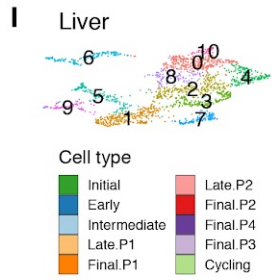 I Liver
10
6 0
8 4
5 2
9 3
1 7
Cell type
Initial Late.P2
Early Final.P2
Intermediate Final.P4
Late.P1 Final.P3
Final.P1 Cycling